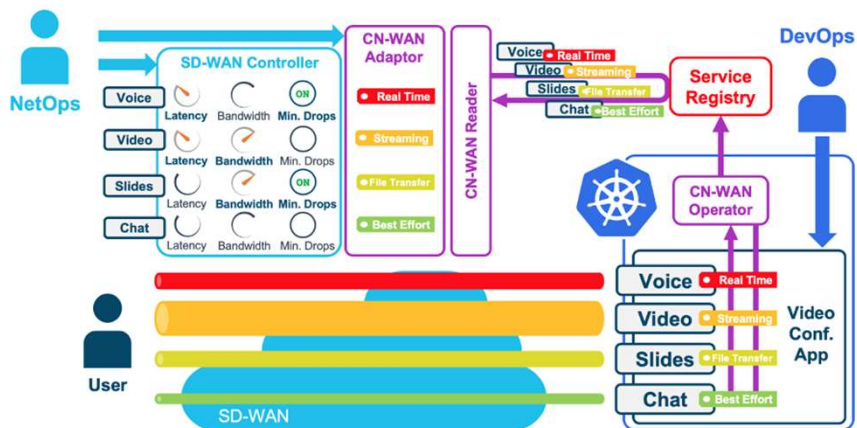 NetOps
SD-WAN Controller
Voice
Latency
Bandwidth
ON
Min. Drops
Video
Latency
Bandwidth
Min. Drops
Slides
Latency
Bandwidth
ON
Min. Drops
Chat
Latency
Bandwidth
Min. Drops
CN-WAN
Adaptor
Real Time
Streaming
File Transfer
Best Effort
CN-WAN Reader
Voice
Real Time
Video
Streaming
Slides
File Transfer
Chat
Best Effort
Service
Registry
DevOps
CN-WAN
Operator
User
SD-WAN
Voice
Real Time
Video
Streaming
Slides
File Transfer
Chat
Best Effort
Video
Conf.
App